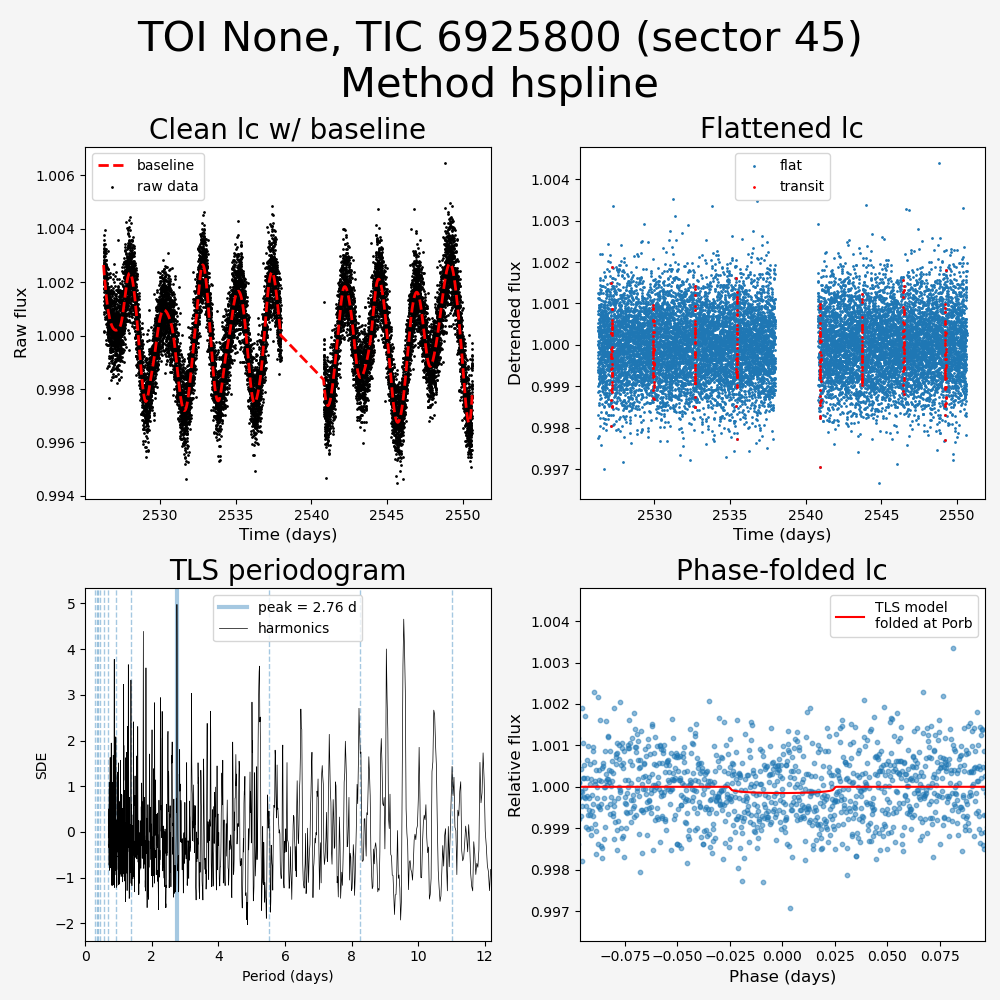 TOI None, TIC 6925800 (sector 45)
Method hspline
Clean lc w/ baseline
baseline
raw data
1.006
1.004
1.002
1.000
0.998
0.996
0.994
Raw flux
2530
2535
2540
2545
2550
Time (days)
Flattened lc
flat
transit
1.004
1.003
1.002
1.001
1.000
0.999
0.998
0.997
Detrended flux
2530
2535
2540
2545
2550
Time (days)
TLS periodogram
peak = 2.76 d
harmonics
5
4
3
2
1
0
−1
−2
SDE
0
2
4
6
8
10
12
Period (days)
Phase-folded lc
TLS model
folded at Porb
1.004
1.003
1.002
1.001
1.000
0.999
0.998
0.997
Relative flux
−0.075
−0.050
−0.025
0.000
0.025
0.050
0.075
Phase (days)